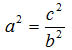 a² = c²/b²